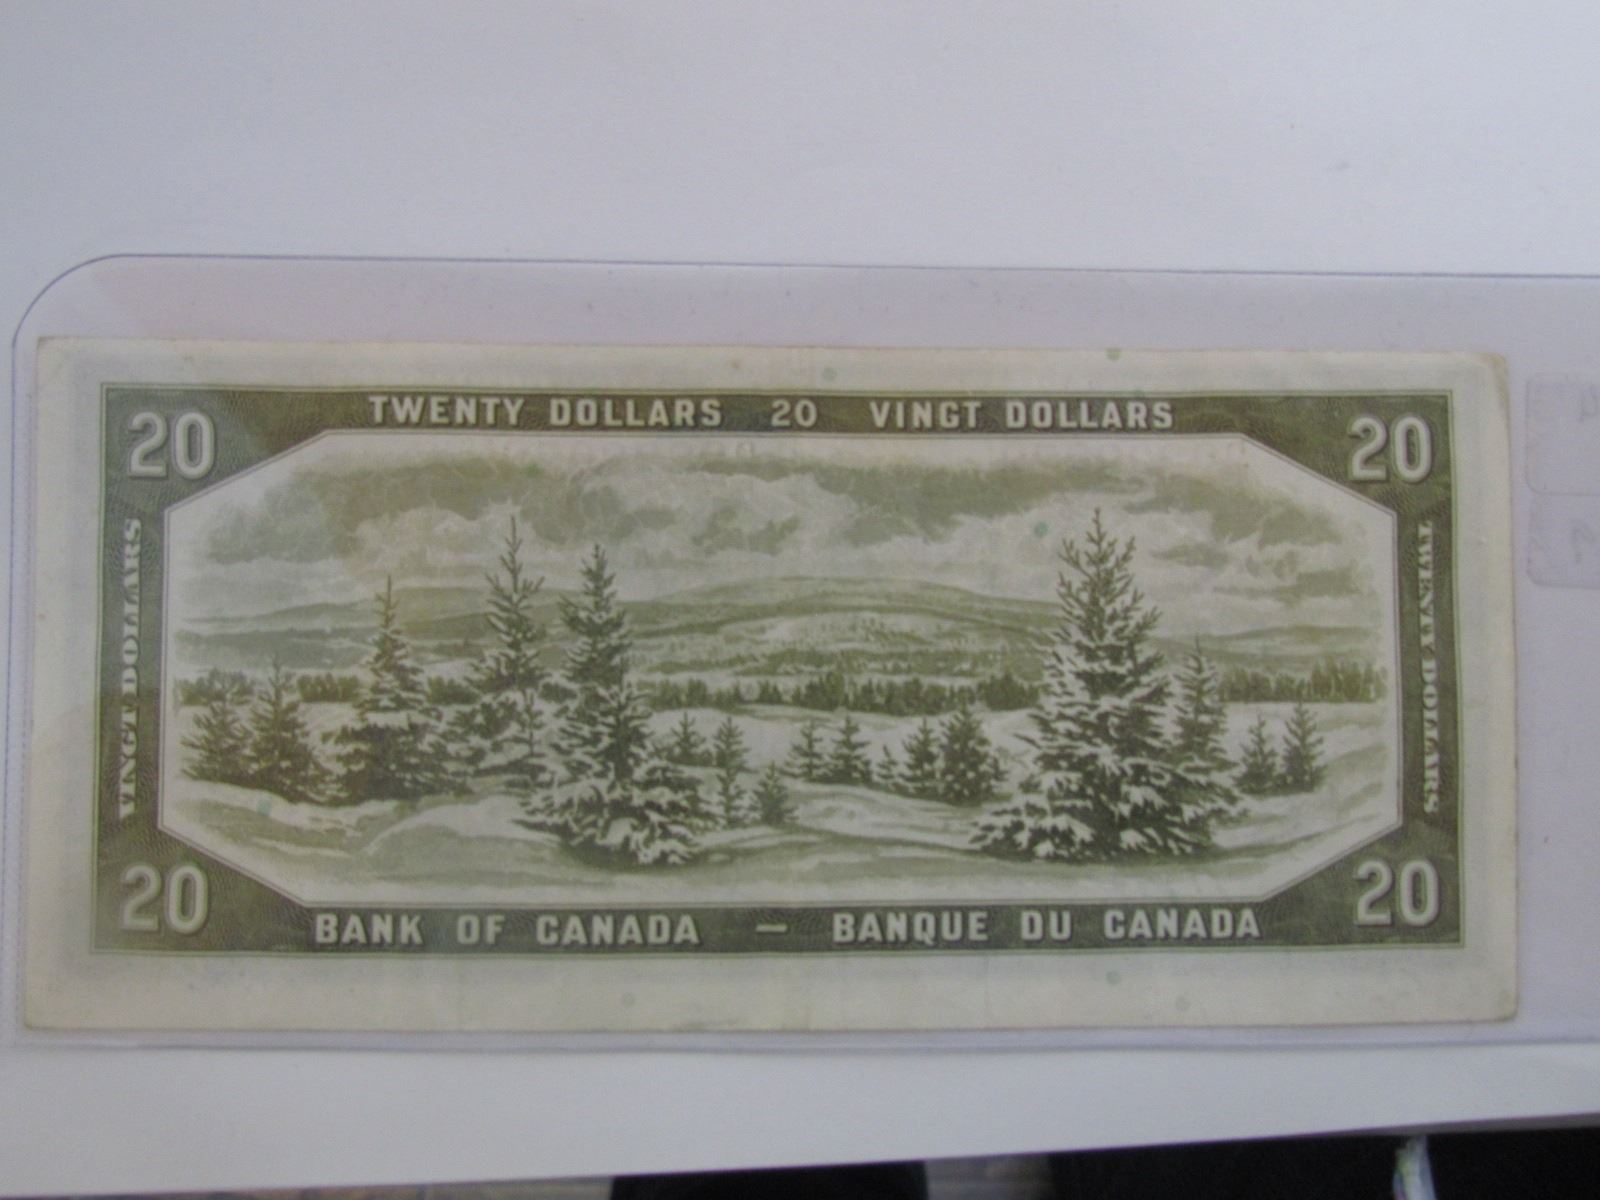 20 TWENTY DOLLARS 20 VINGT DOLLARS 20
VINGT DOLLARS
TWENTY DOLLARS
20 BANK OF CANADA — BANQUE DU CANADA 20